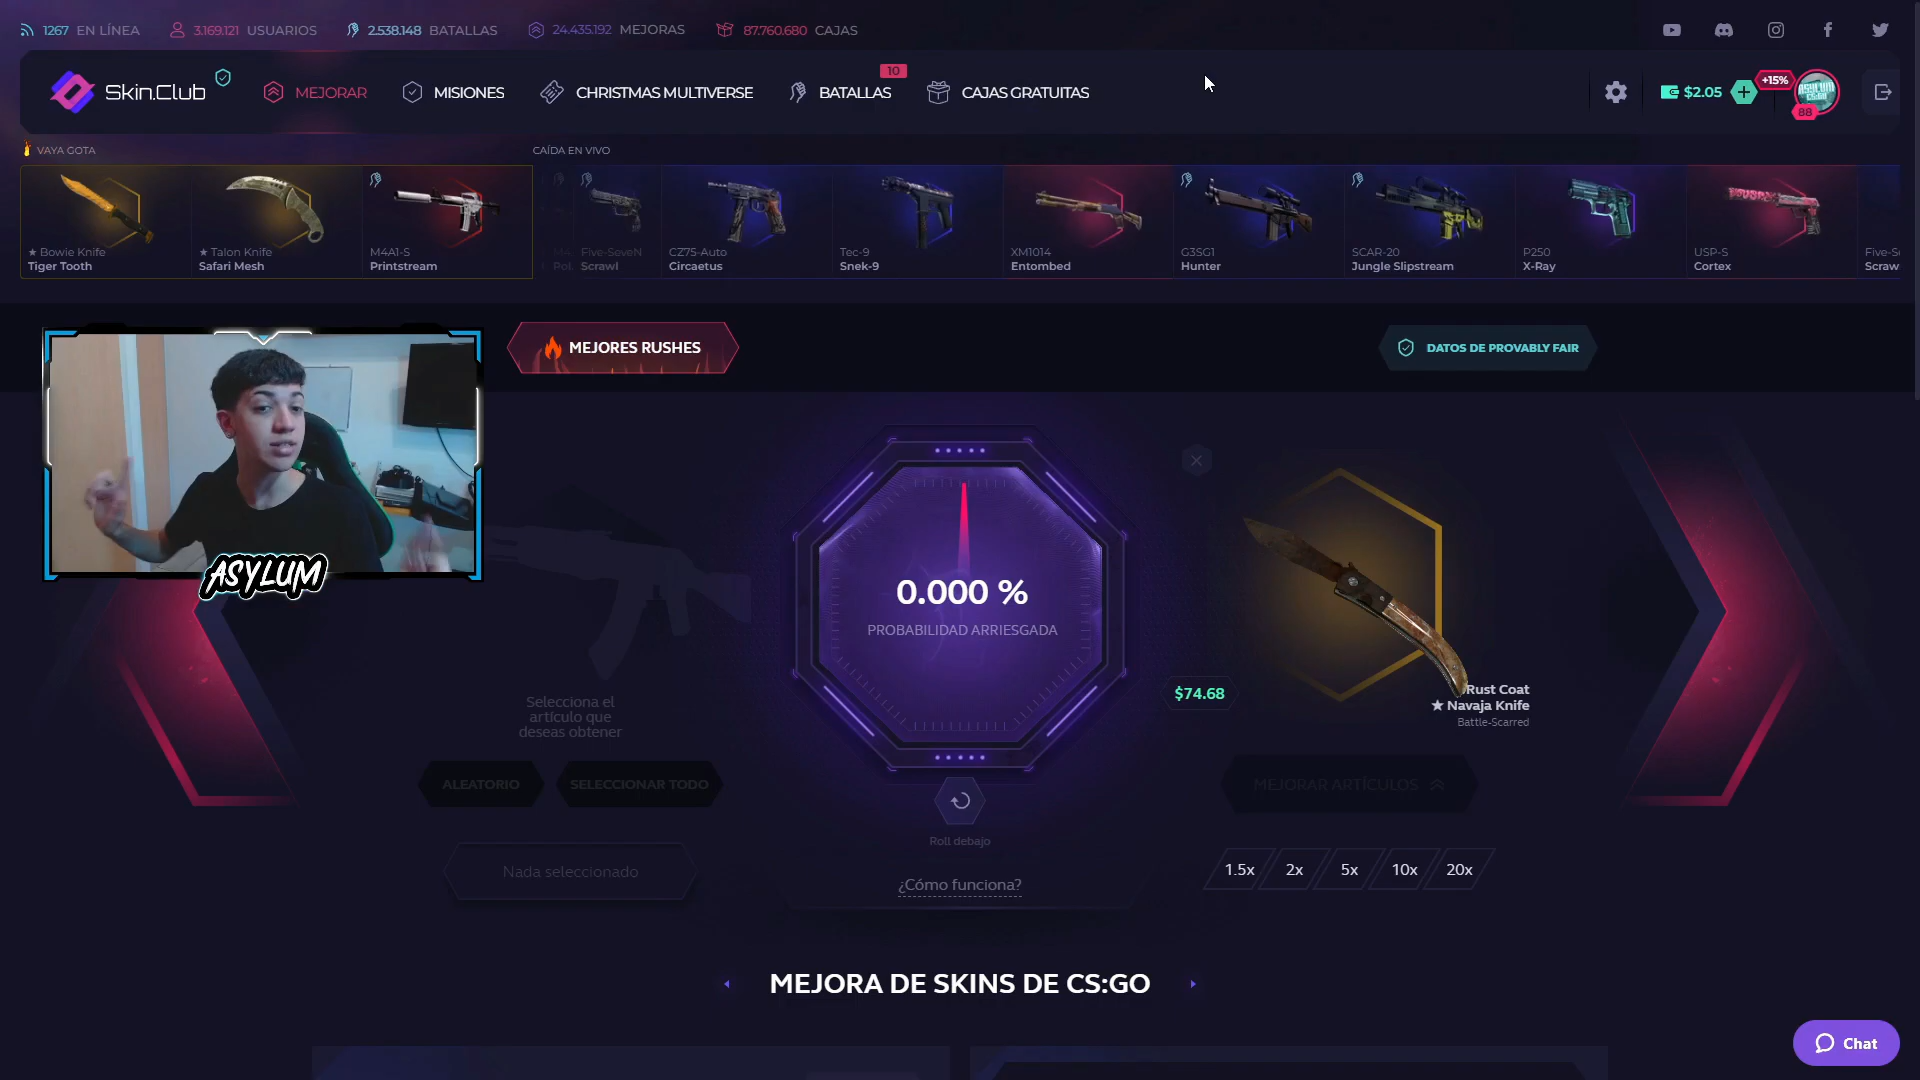 1267 EN LÍNEA
3.169.121 USUARIOS
2.538.148 BATALLAS
24.435.192 MEJORAS
87.760.680 CAJAS
Skin.Club
MEJORAR
MISIONES
CHRISTMAS MULTIVERSE
BATALLAS
10
CAJAS GRATUITAS
$2.05
+15%
88
VAYA GOTA
CAÍDA EN VIVO
★ Bowie Knife
Tiger Tooth
★ Talon Knife
Safari Mesh
M4A1-S
Printstream
Five-SeveN
Scrawl
CZ75-Auto
Circaetus
Tec-9
Snek-9
XM1014
Entombed
G3SG1
Hunter
SCAR-20
Jungle Slipstream
P250
X-Ray
USP-S
Cortex
MEJORES RUSHES
DATOS DE PROVABLY FAIR
ASYLUM
0.000 %
PROBABILIDAD ARRIESGADA
$74.68
Rust Coat
★ Navaja Knife
Battle-Scarred
Selecciona el
artículo que
deseas obtener
ALEATORIO
SELECCIONAR TODO
MEJORAR ARTÍCULOS
Roll debajo
Nada seleccionado
¿Cómo funciona?
1.5x
2x
5x
10x
20x
MEJORA DE SKINS DE CS:GO
Chat